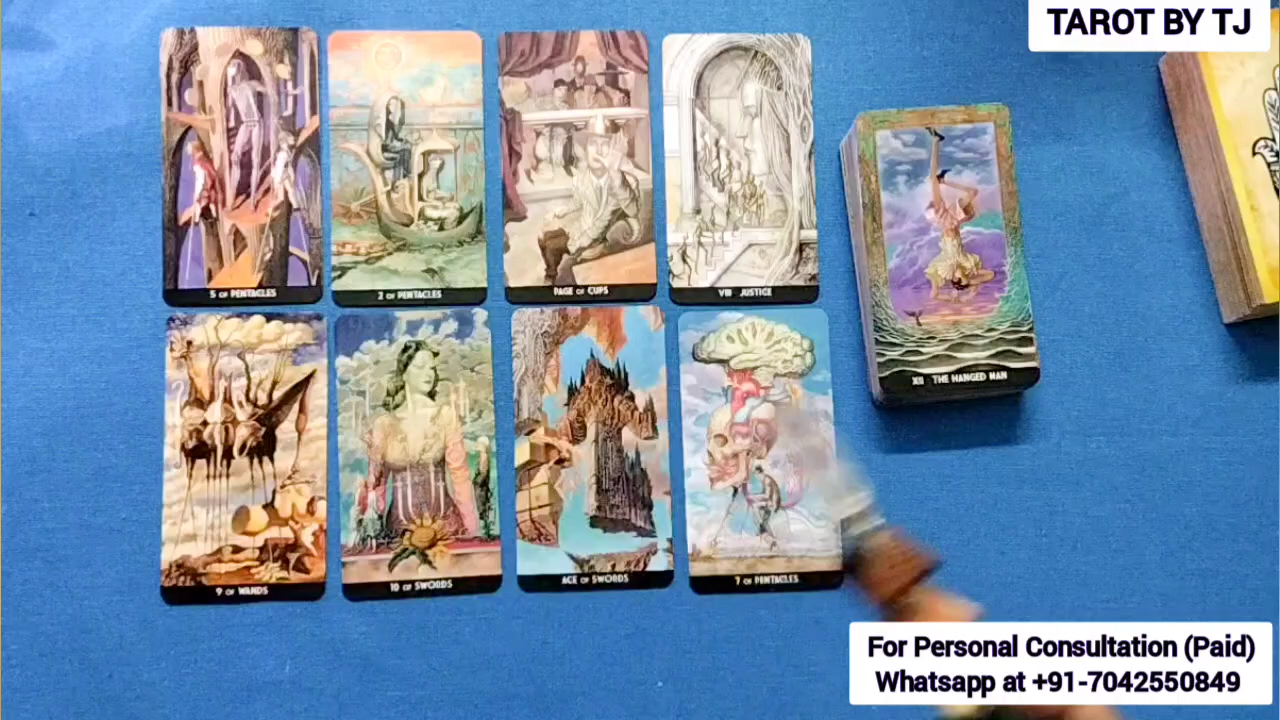 TAROT BY TJ
5 OF PENTACLES
2 OF PENTACLES
PAGE OF CUPS
VIII JUSTICE
XII THE HANGED MAN
9 OF WANDS
10 OF SWORDS
ACE OF SWORDS
7 OF PENTACLES
For Personal Consultation (Paid)
Whatsapp at +91-7042550849